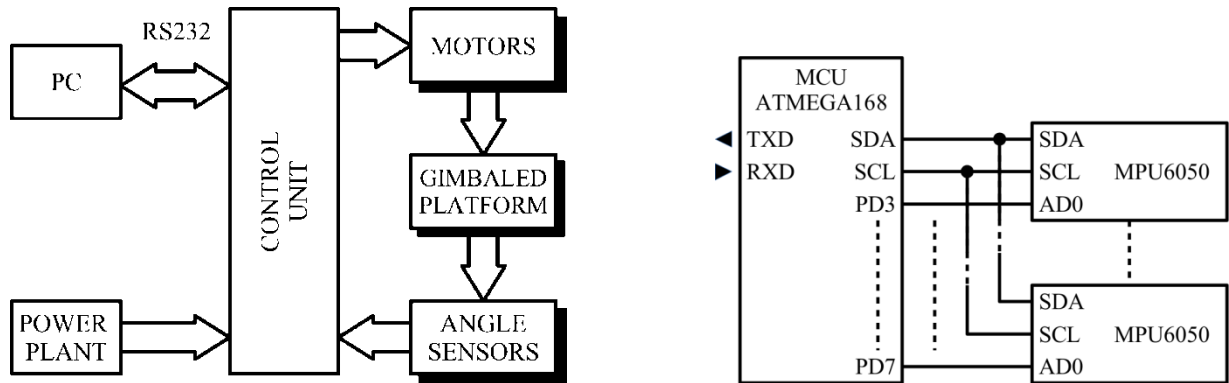 RS232
PC
CONTROL
UNIT
MOTORS
GIMBALED
PLATFORM
POWER
PLANT
ANGLE
SENSORS
MCU
ATMEGA168
TXD
RXD
SDA
SCL
PD3
PD7
SDA
SCL
MPU6050
AD0
SDA
SCL
MPU6050
AD0